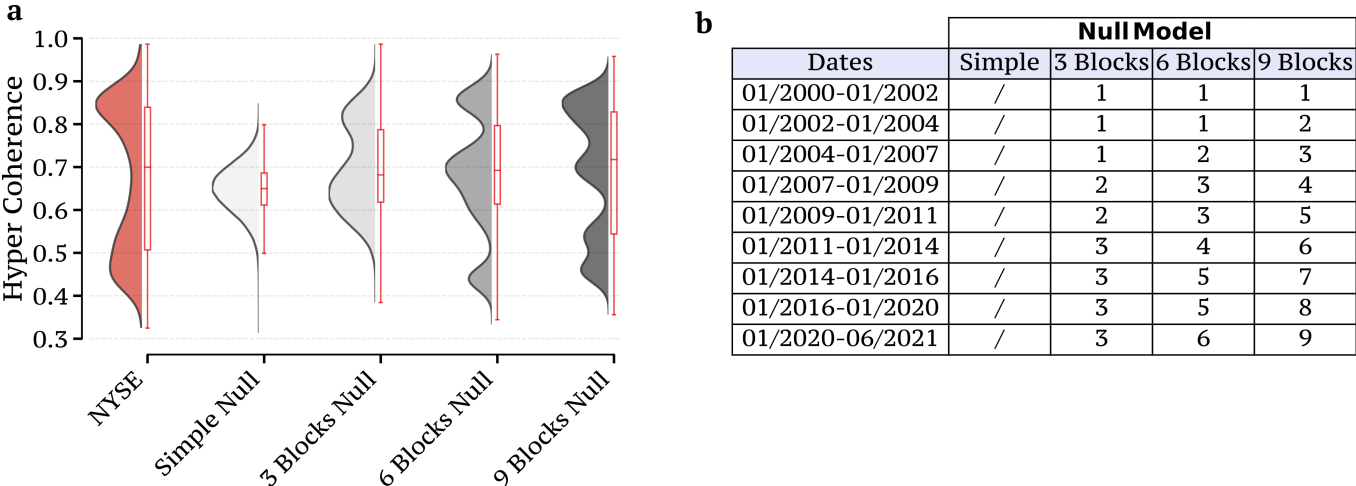 a
Hyper Coherence
1.0
0.9
0.8
0.7
0.6
0.5
0.4
0.3
NYSE
Simple Null
3 Blocks Null
6 Blocks Null
9 Blocks Null
b
Null Model
Dates Simple 3 Blocks 6 Blocks 9 Blocks
01/2000-01/2002 / 1 1 1
01/2002-01/2004 / 1 1 2
01/2004-01/2007 / 1 2 3
01/2007-01/2009 / 2 3 4
01/2009-01/2011 / 2 3 5
01/2011-01/2014 / 3 4 6
01/2014-01/2016 / 3 5 7
01/2016-01/2020 / 3 5 8
01/2020-06/2021 / 3 6 9